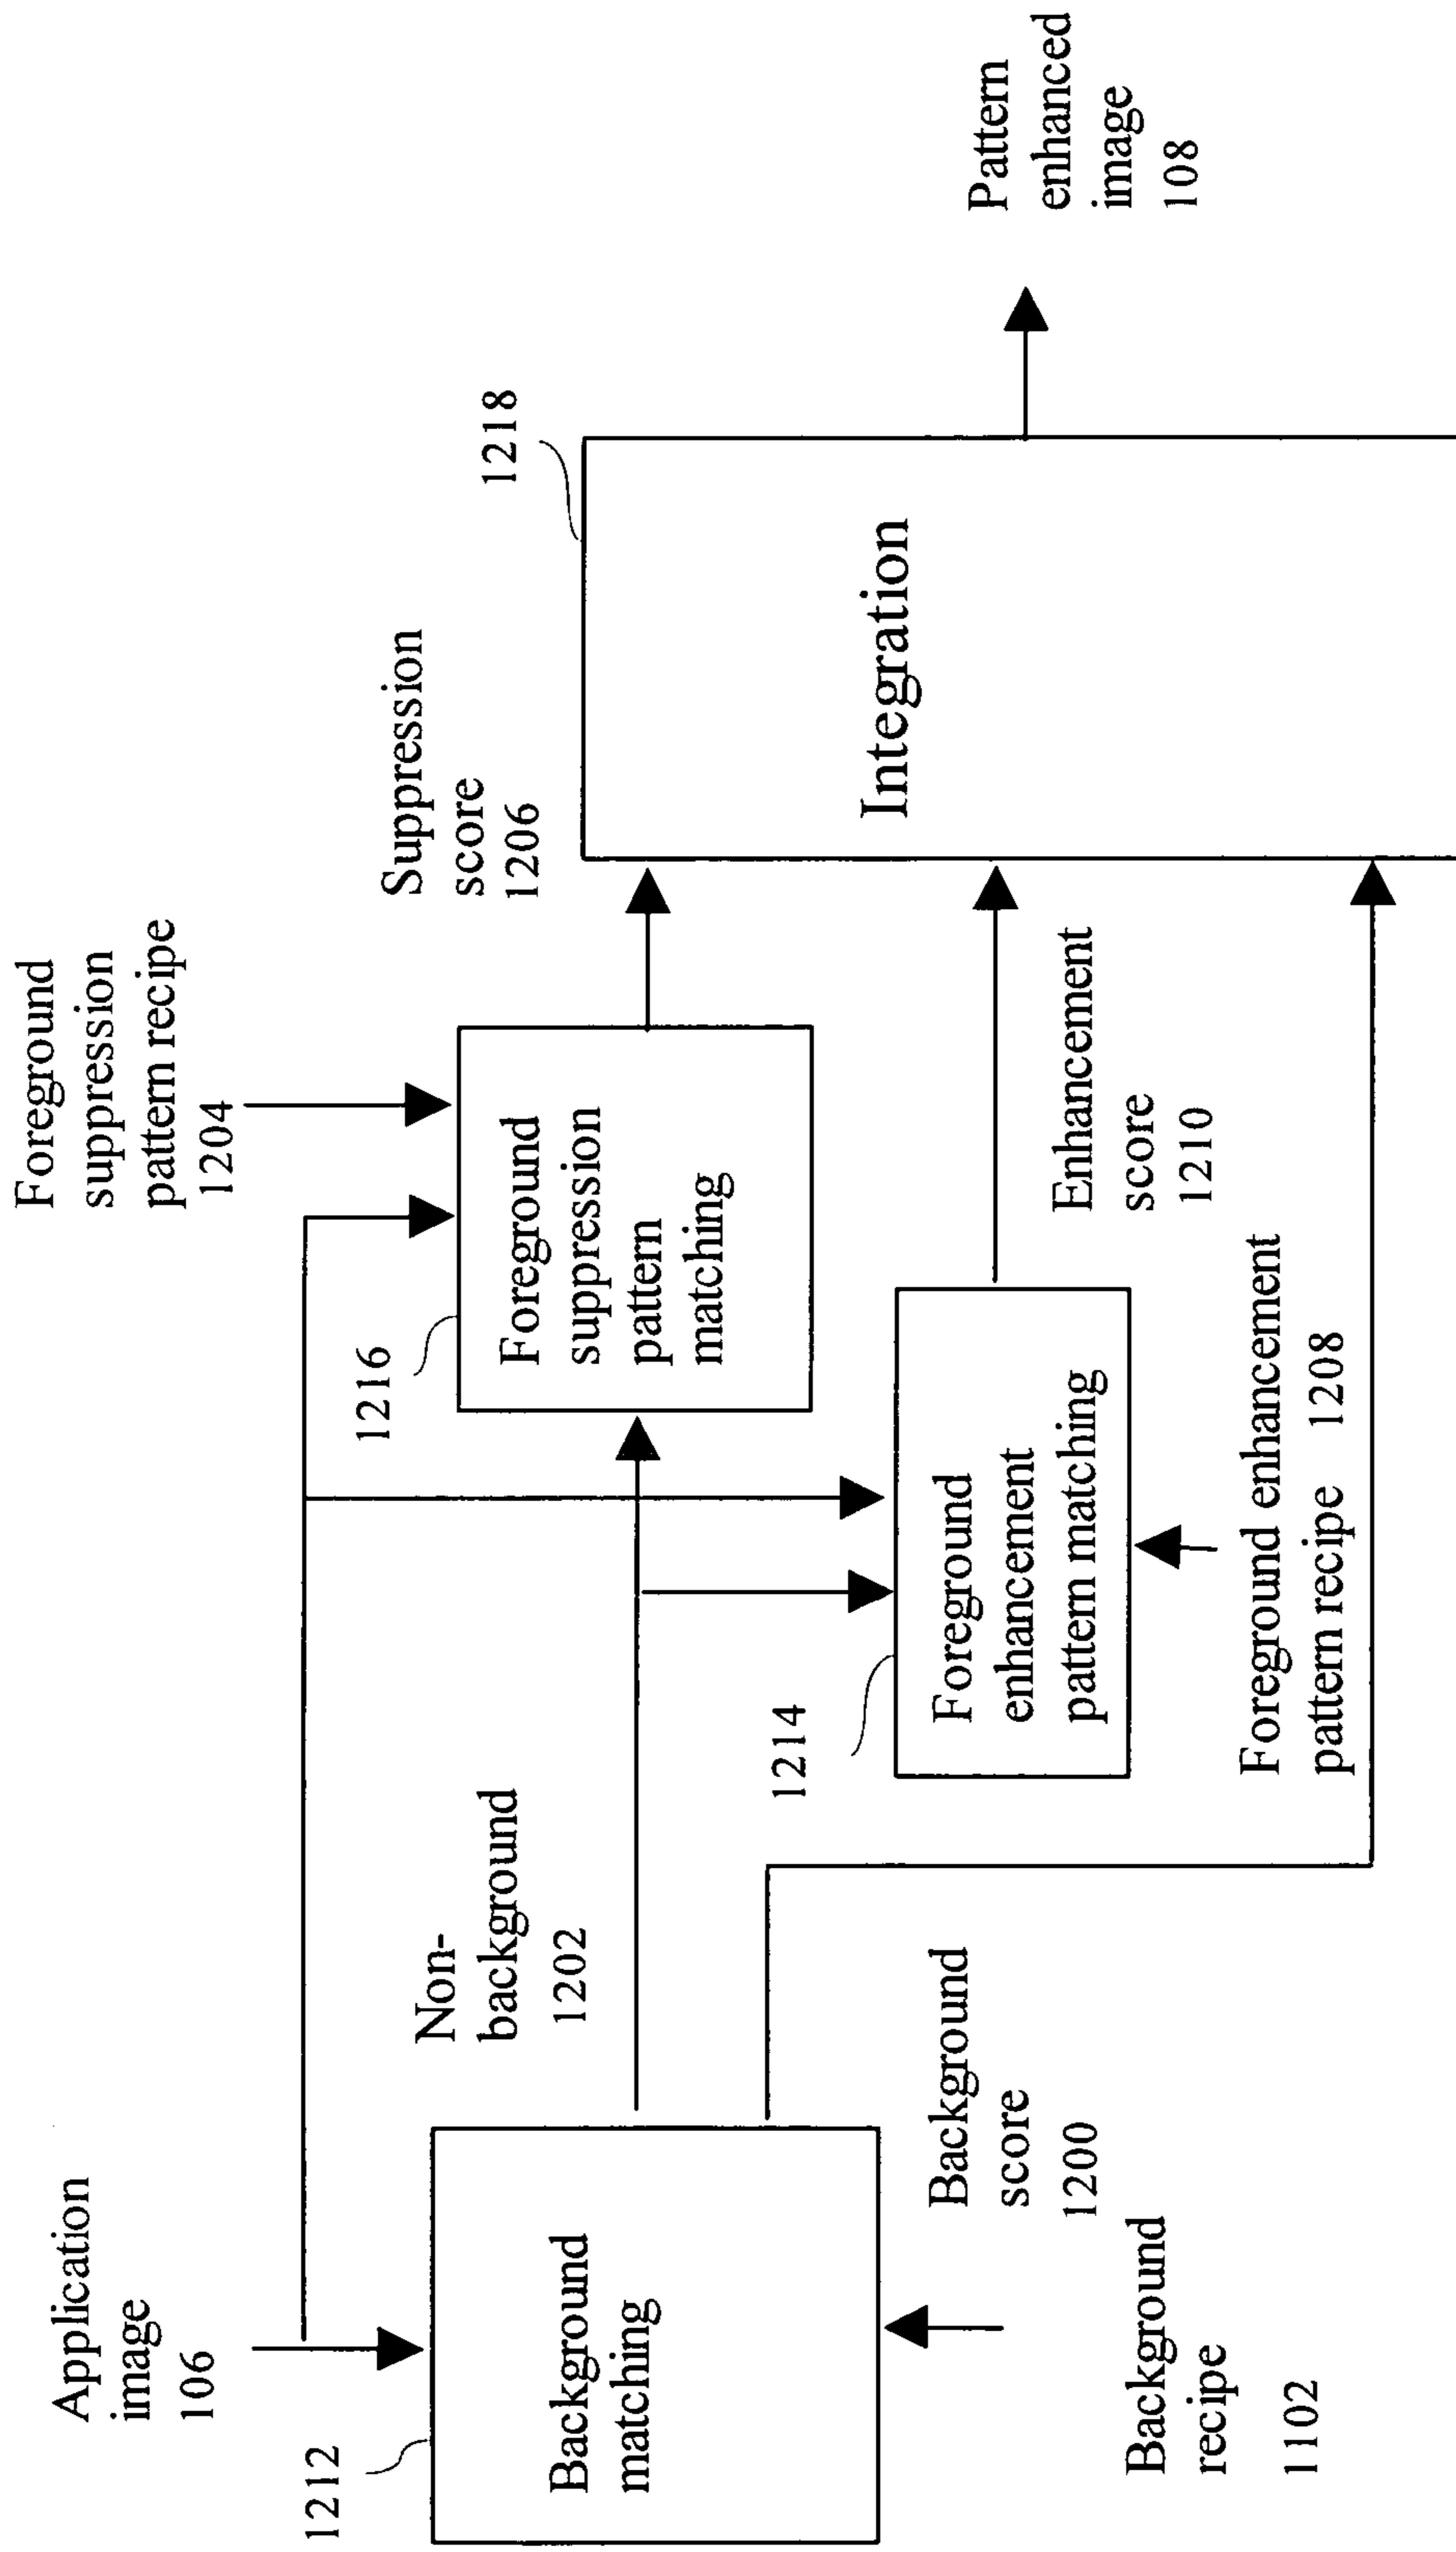 Application
image
106
1212
Background
matching
Background
recipe
1102
Background
score
1200
Non-
background
1202
Foreground
suppression
pattern recipe
1204
1216
Foreground
suppression
pattern
matching
1214
Foreground
enhancement
pattern matching
Foreground enhancement
pattern recipe 1208
Suppression
score
1206
Enhancement
score
1210
1218
Integration
Pattern
enhanced
image
108